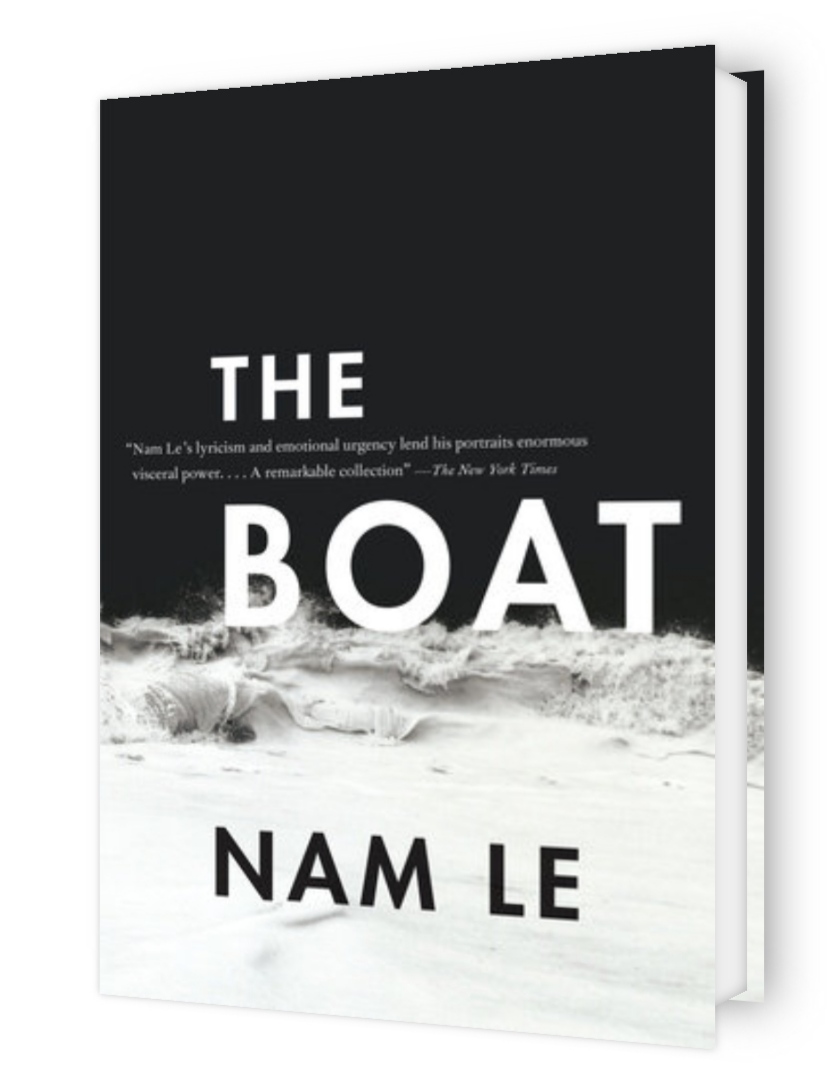 THE
“Nam Le’s lyricism and emotional urgency lend his portraits enormous
visceral power. . . . A remarkable collection” —The New York Times
BOAT
NAM LE